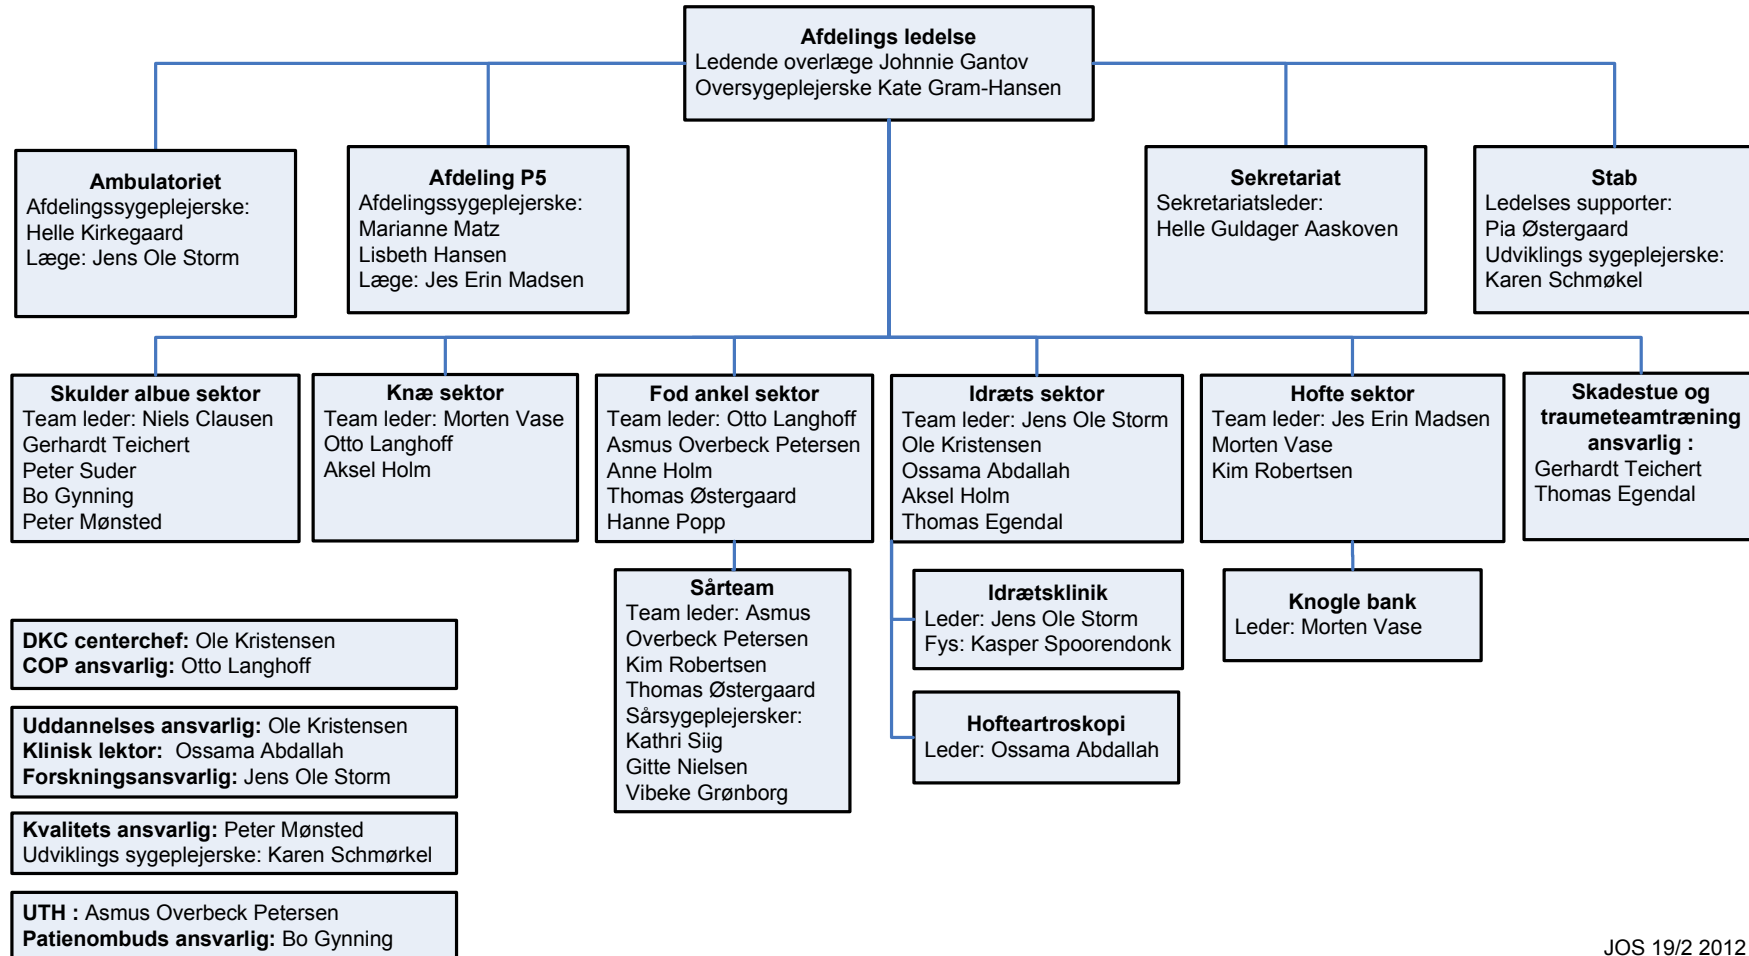 Afdelings ledelse
Ledende overlæge Johnnie Gantov
Oversygeplejerske Kate Gram-Hansen
Ambulatoriet
Afdelingssygeplejerske:
Helle Kirkegaard
Læge: Jens Ole Storm
Afdeling P5
Afdelingssygeplejerske:
Marianne Matz
Lisbeth Hansen
Læge: Jes Erin Madsen
Sekretariat
Sekretariatsleder:
Helle Guldager Aaskoven
Stab
Ledelses supporter:
Pia Østergaard
Udviklings sygeplejerske:
Karen Schmøkel
Skulder albue sektor
Team leder: Niels Clausen
Gerhardt Teichert
Peter Suder
Bo Gynning
Peter Mønsted
Knæ sektor
Team leder: Morten Vase
Otto Langhoff
Aksel Holm
Fod ankel sektor
Team leder: Otto Langhoff
Asmus Overbeck Petersen
Anne Holm
Thomas Østergaard
Hanne Popp
Idræts sektor
Team leder: Jens Ole Storm
Ole Kristensen
Ossama Abdallah
Aksel Holm
Thomas Egendal
Hofte sektor
Team leder: Jes Erin Madsen
Morten Vase
Kim Robertsen
Skadestue og
traumeteamtræning
ansvarlig :
Gerhardt Teichert
Thomas Egendal
Sårteam
Team leder: Asmus
Overbeck Petersen
Kim Robertsen
Thomas Østergaard
Sårsygeplejersker:
Kathri Siig
Gitte Nielsen
Vibeke Grønborg
Idrætsklinik
Leder: Jens Ole Storm
Fys: Kasper Spoorendonk
Hofteartroskopi
Leder: Ossama Abdallah
Knogle bank
Leder: Morten Vase
DKC centerchef: Ole Kristensen
COP ansvarlig: Otto Langhoff
Uddannelses ansvarlig: Ole Kristensen
Klinisk lektor: Ossama Abdallah
Forskningsansvarlig: Jens Ole Storm
Kvalitets ansvarlig: Peter Mønsted
Udviklings sygeplejerske: Karen Schmørkel
UTH : Asmus Overbeck Petersen
Patienombuds ansvarlig: Bo Gynning
JOS 19/2 2012